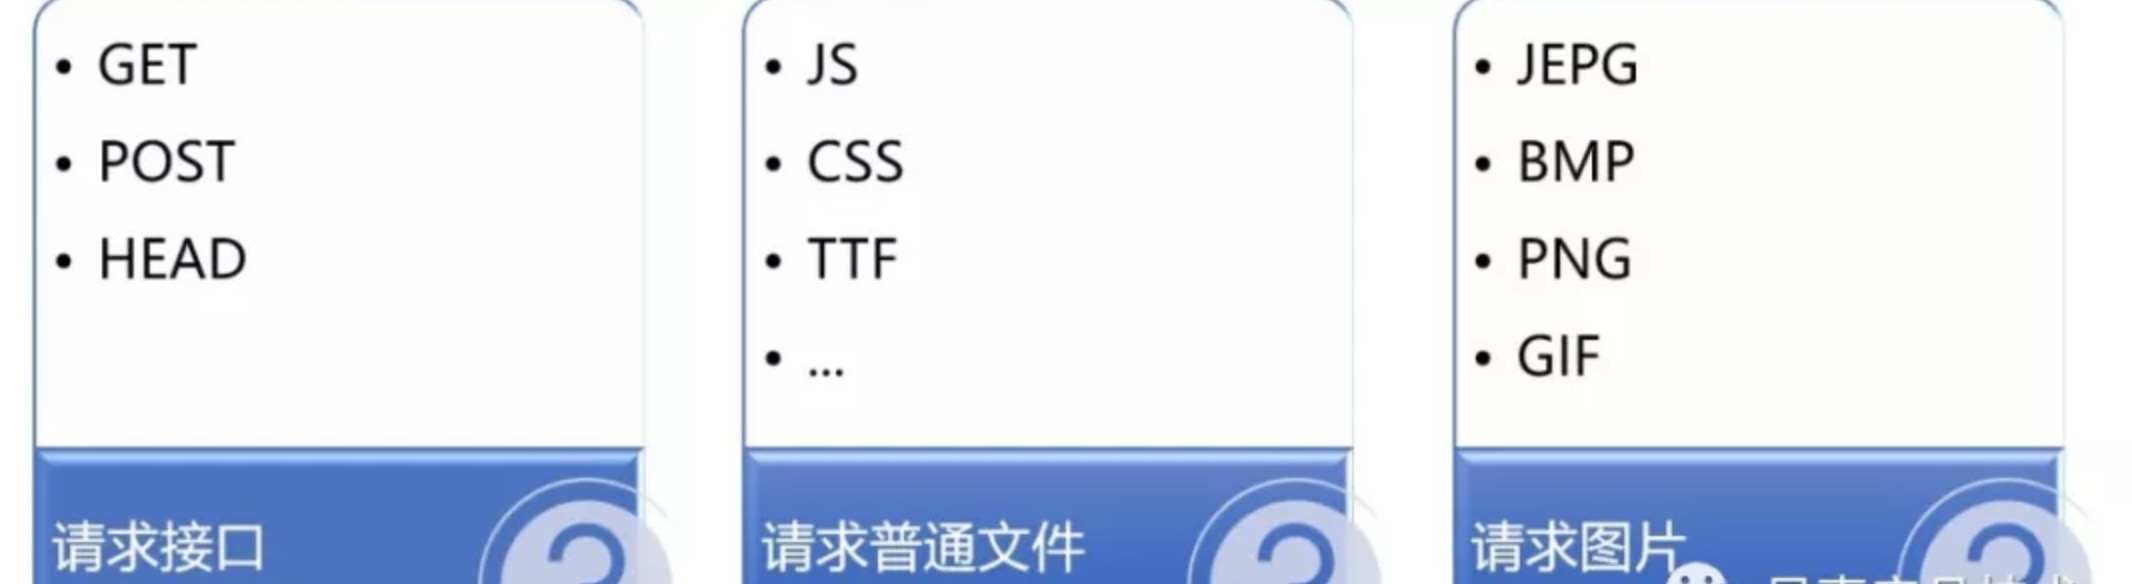 • GET
• POST
• HEAD
请求接口
• JS
• CSS
• TTF
• ...
请求普通文件
• JEPG
• BMP
• PNG
• GIF
请求图片